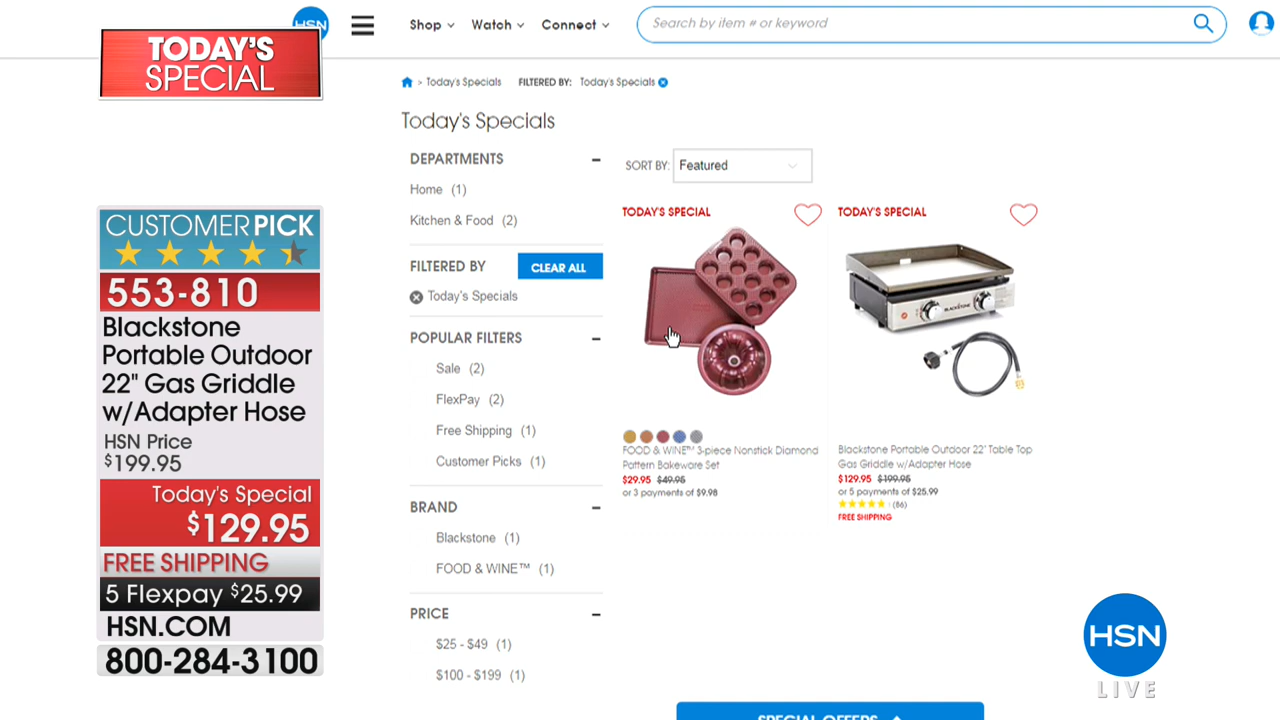 HSN
TODAY'S
SPECIAL
Shop Watch Connect
Search by item # or keyword
> Today's Specials FILTERED BY: Today's Specials
Today's Specials
DEPARTMENTS
Home (1)
Kitchen & Food (2)
FILTERED BY CLEAR ALL
Today's Specials
POPULAR FILTERS
Sale (2)
FlexPay (2)
Free Shipping (1)
Customer Picks (1)
BRAND
Blackstone (1)
FOOD & WINE™ (1)
PRICE
$25 - $49 (1)
$100 - $199 (1)
SORT BY: Featured
TODAY'S SPECIAL
FOOD & WINE™ 3-piece Nonstick Diamond
Pattern Bakeware Set
$29.95 $49.95
or 3 payments of $9.98
TODAY'S SPECIAL
BLACKSTONE
Blackstone Portable Outdoor 22" Table Top
Gas Griddle w/Adapter Hose
$129.95 $199.95
or 5 payments of $25.99
(86)
FREE SHIPPING
CUSTOMER PICK
553-810
Blackstone
Portable Outdoor
22" Gas Griddle
w/Adapter Hose
HSN Price
$199.95
Today's Special
$129.95
FREE SHIPPING
5 Flexpay $25.99
HSN.COM
800-284-3100
HSN
LIVE
SPECIAL OFFERS